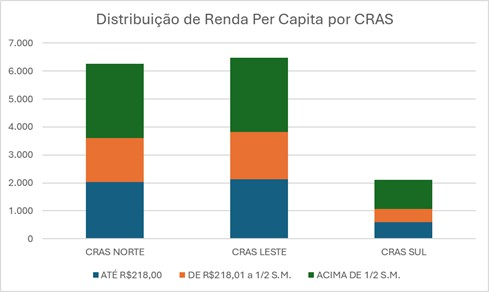 Distribuição de Renda Per Capita por CRAS
7.000
6.000
5.000
4.000
3.000
2.000
1.000
0
CRAS NORTE CRAS LESTE CRAS SUL
ATÉ R$218,00 DE R$218,01 a 1/2 S.M. ACIMA DE 1/2 S.M.